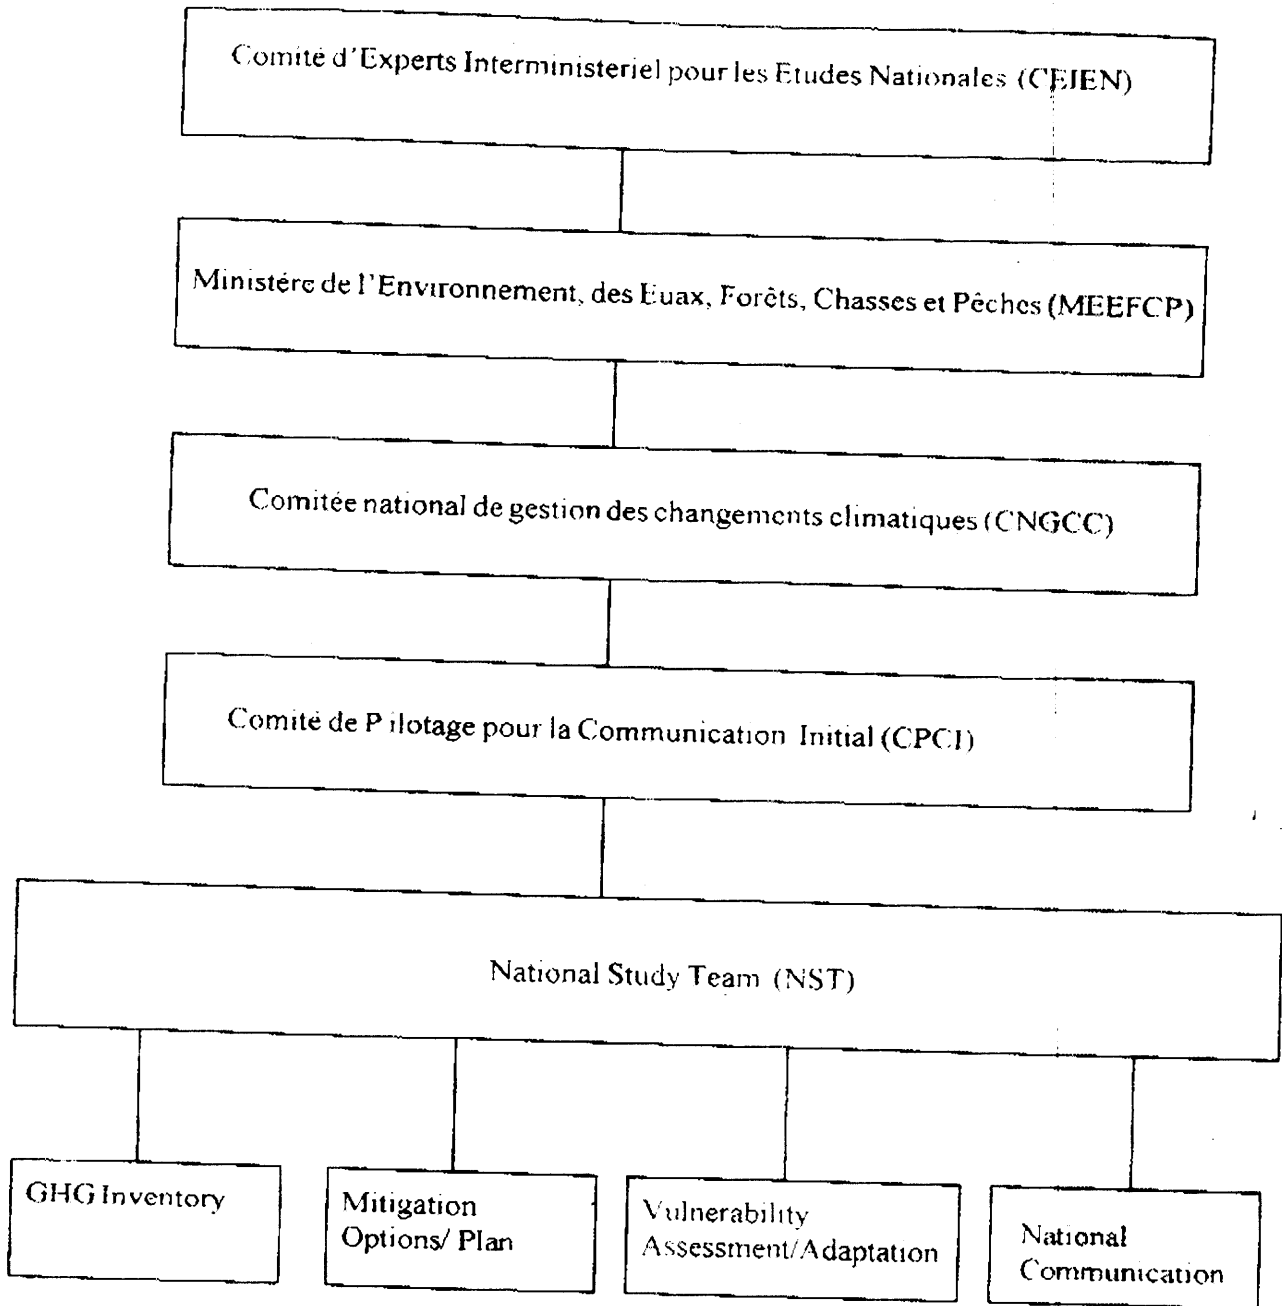 Comité d'Experts Interministeriel pour les Etudes Nationales (CEIEN)
Ministére de l'Environnement, des Euax, Forêts, Chasses et Pêches (MEEFCP)
Comitée national de gestion des changements climatiques (CNGCC)
Comité de Pilotage pour la Communication Initial (CPCI)
National Study Team (NST)
GHG Inventory
Mitigation
Options/ Plan
Vulnerability
Assessment/Adaptation
National
Communication